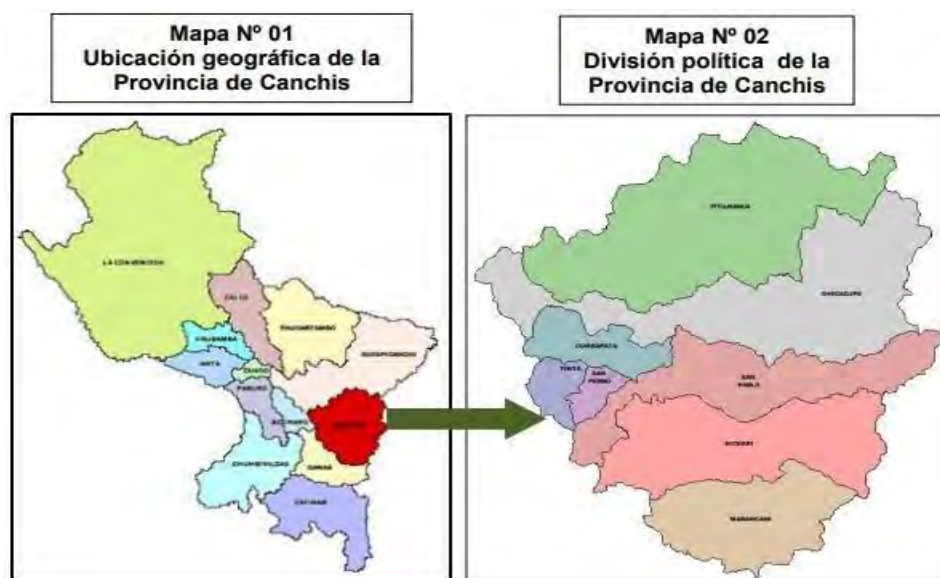 Mapa Nº 01
Ubicación geográfica de la
Provincia de Canchis
Mapa Nº 02
División política de la
Provincia de Canchis
LA CONVENCION
CALCA
PAUCARTAMBO
URUBAMBA
QUISPICANCHI
ANTA
CUSCO
PARURO
ACOMAYO
CANCHIS
CHUMBIVILCAS
CANAS
ESPINAR
PITUMARCA
CHECACUPE
COMBAPATA
TINTA
SAN
PEDRO
SAN
PABLO
SICUANI
MARANGANI